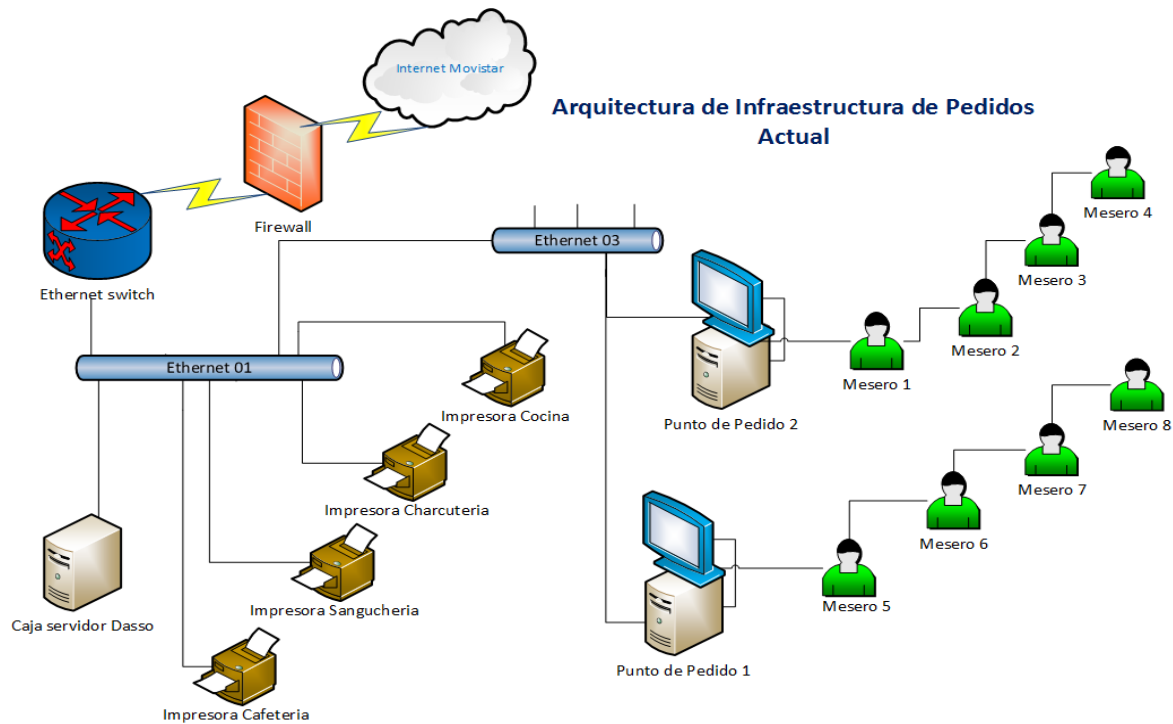 Internet Movistar
Arquitectura de Infraestructura de Pedidos
Actual
Firewall
Ethernet switch
Ethernet 03
Ethernet 01
Mesero 4
Mesero 3
Mesero 2
Mesero 1
Impresora Cocina
Punto de Pedido 2
Mesero 8
Mesero 7
Mesero 6
Mesero 5
Impresora Charcuteria
Impresora Sangucheria
Caja servidor Dasso
Punto de Pedido 1
Impresora Cafeteria